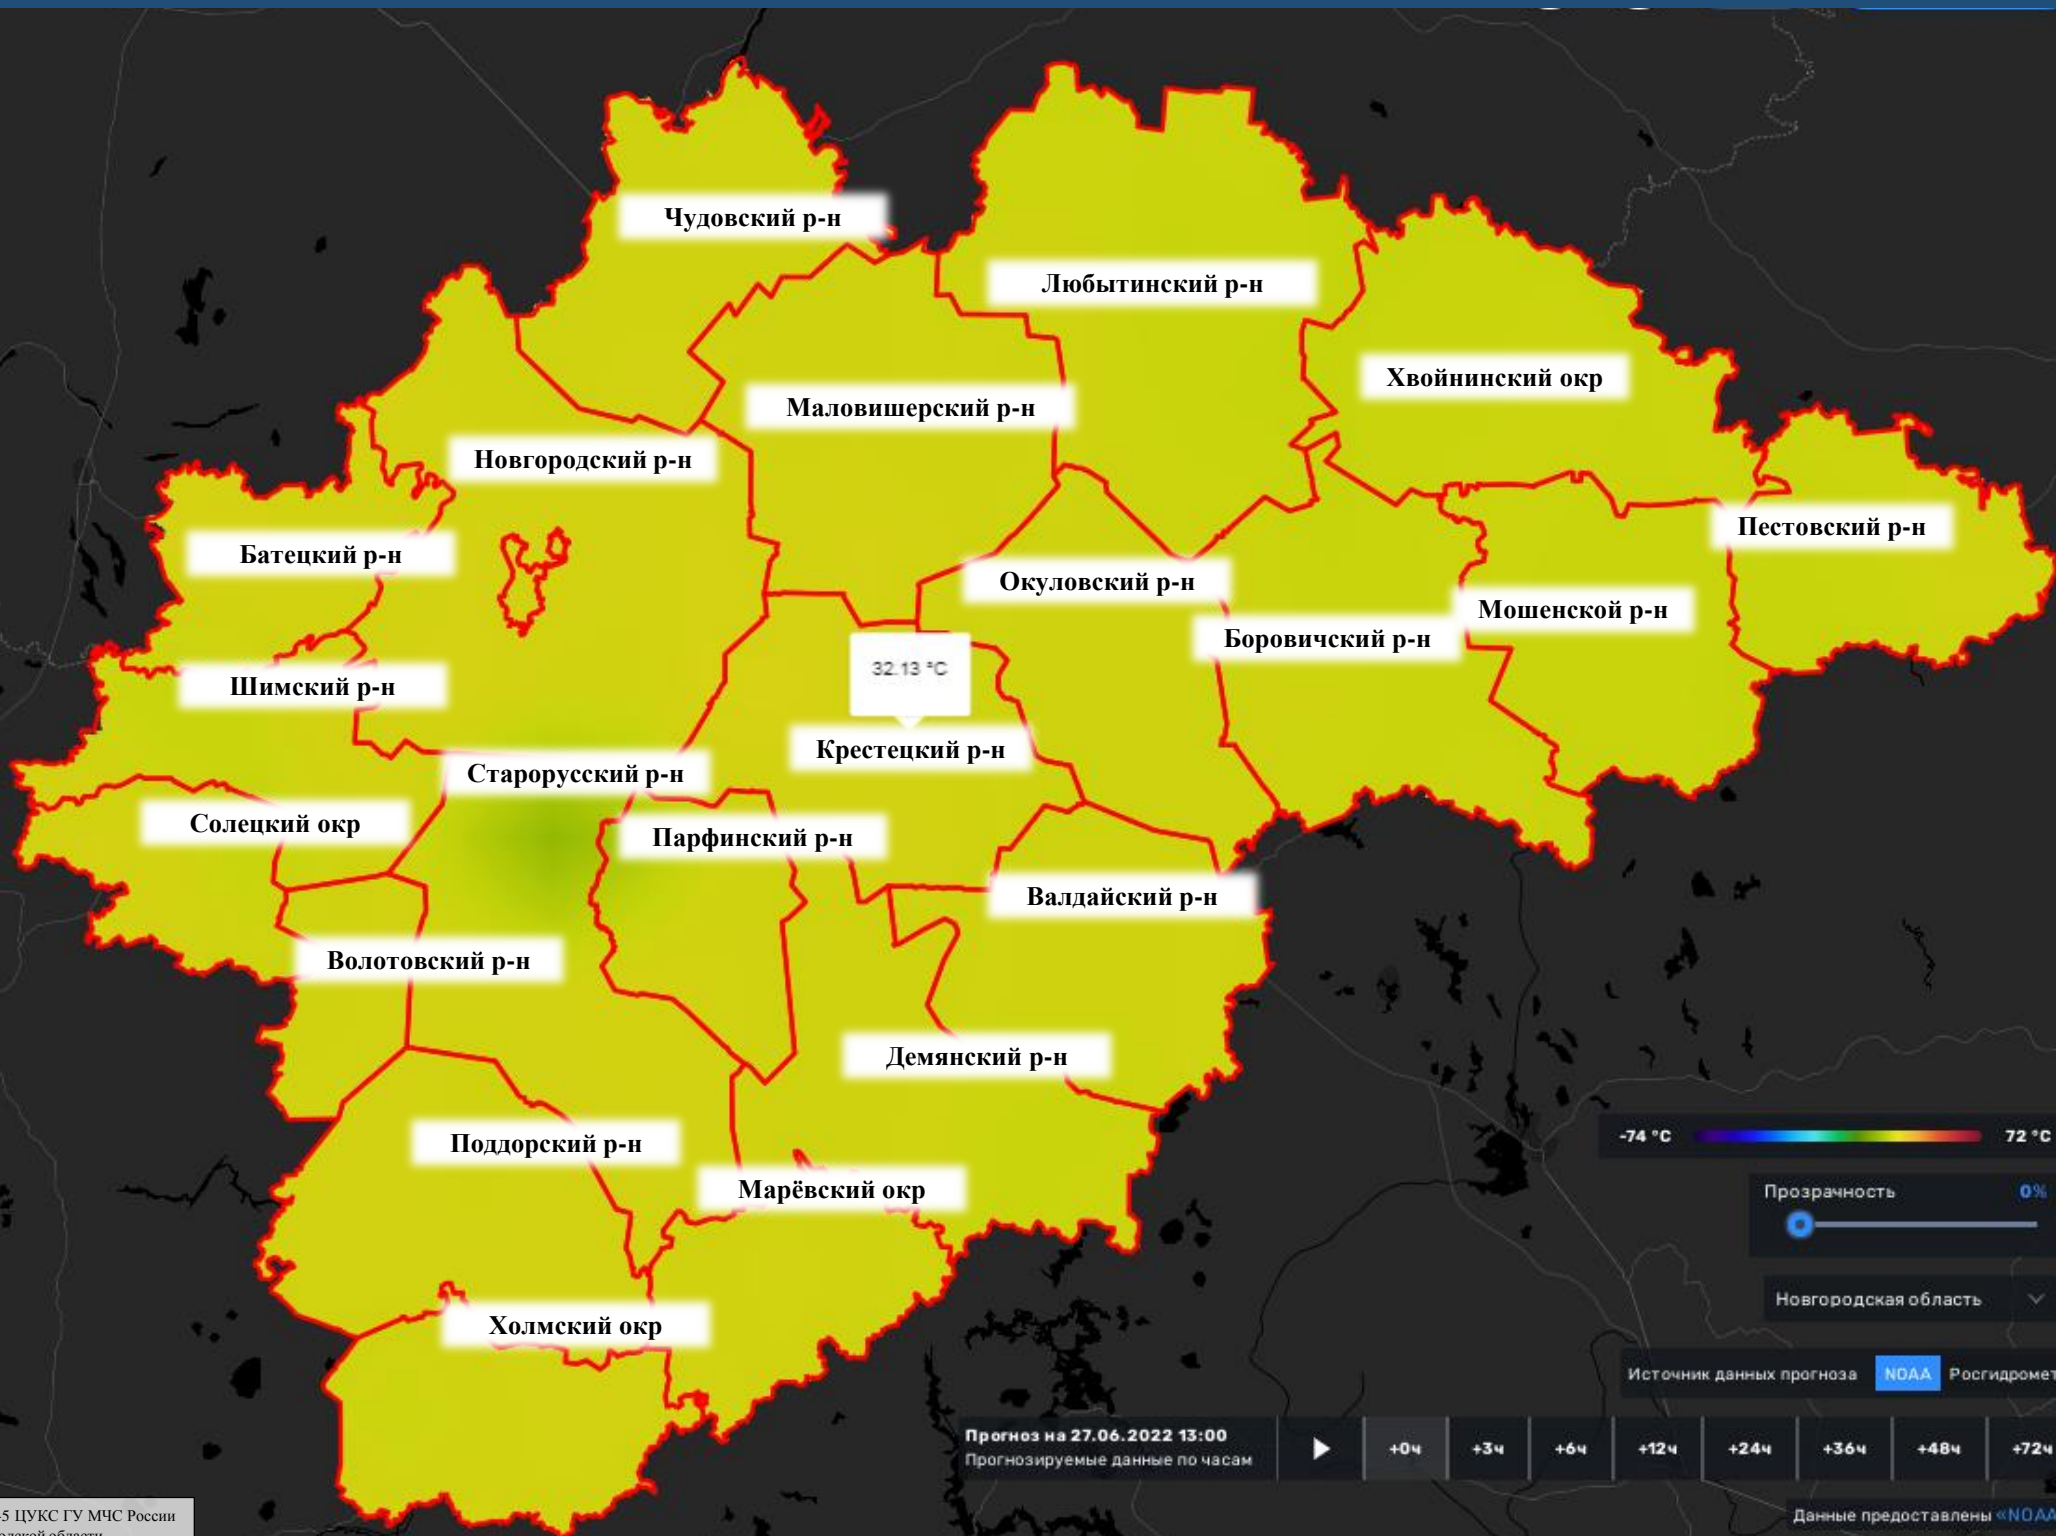 Чудовский р-н
Любытинский р-н
Хвойнинский окр
Маловишерский р-н
Новгородский р-н
Пестовский р-н
Батецкий р-н
Окуловский р-н
Мошенской р-н
Боровичский р-н
32.13 °C
Шимский р-н
Крестецкий р-н
Старорусский р-н
Солецкий окр
Парфинский р-н
Валдайский р-н
Волотовский р-н
Демянский р-н
Поддорский р-н
Марёвский окр
Холмский окр
-74 °C 72 °C
Прозрачность 0%
Новгородская область
Источник данных прогноза NOAA Росгидромет
Прогноз на 27.06.2022 13:00
Прогнозируемые данные по часам
+0ч +3ч +6ч +12ч +24ч +36ч +48ч +72ч
Данные предоставлены «NOAA
-5 ЦУКС ГУ МЧС России
области